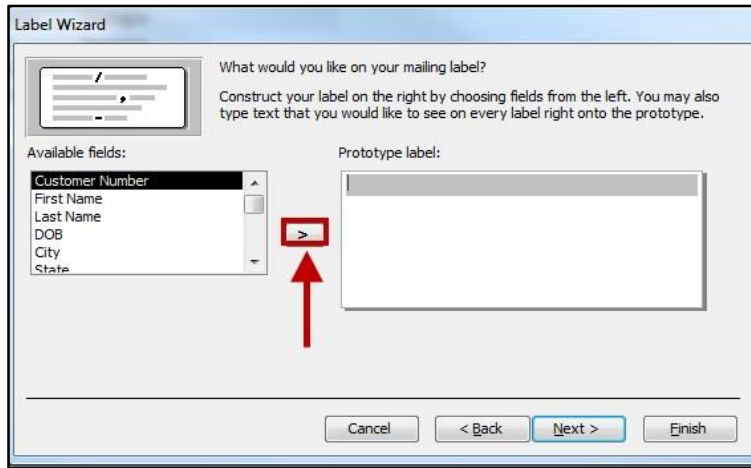 Label Wizard
What would you like on your mailing label?
Construct your label on the right by choosing fields from the left. You may also
type text that you would like to see on every label right onto the prototype.
Available fields:
Prototype label:
Customer Number
First Name
Last Name
DOB
City
State
>
Cancel
< Back
Next >
Finish